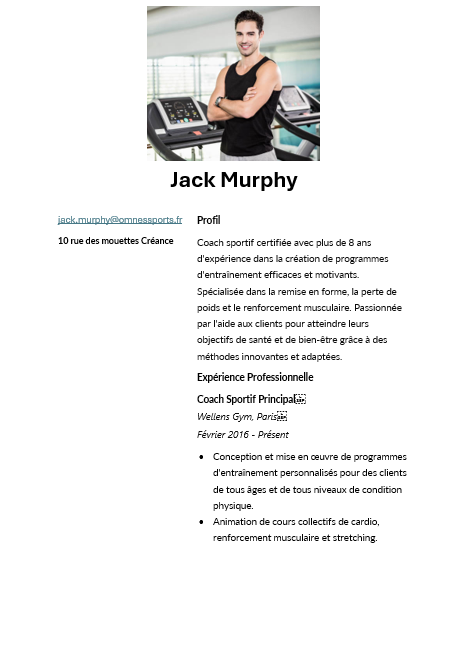 Jack Murphy
jack.murphy@omnessports.fr
10 rue des mouettes Créance
Profil
Coach sportif certifiée avec plus de 8 ans
d'expérience dans la création de programmes
d'entraînement efficaces et motivants.
Spécialisée dans la remise en forme, la perte de
poids et le renforcement musculaire. Passionnée
par l'aide aux clients pour atteindre leurs
objectifs de santé et de bien-être grâce à des
méthodes innovantes et adaptées.
Expérience Professionnelle
Coach Sportif Principal
Wellens Gym, Paris
Février 2016 - Présent
• Conception et mise en œuvre de programmes
d'entraînement personnalisés pour des clients
de tous âges et de tous niveaux de condition
physique.
• Animation de cours collectifs de cardio,
renforcement musculaire et stretching.